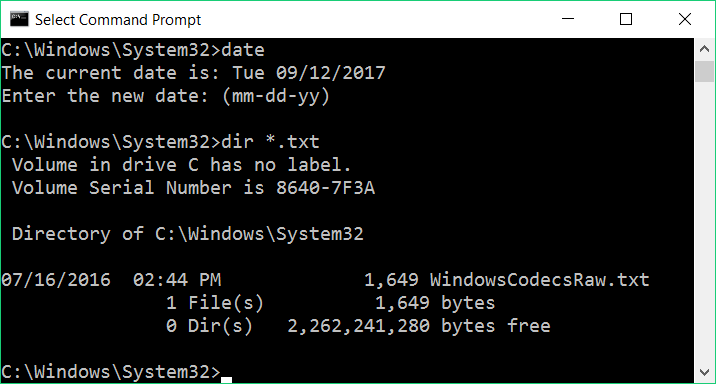 Select Command Prompt
C:\Windows\System32>date
The current date is: Tue 09/12/2017
Enter the new date: (mm-dd-yy)
C:\Windows\System32>dir *.txt
 Volume in drive C has no label.
 Volume Serial Number is 8640-7F3A
 Directory of C:\Windows\System32
07/16/2016  02:44 PM             1,649 WindowsCodecsRaw.txt
               1 File(s)          1,649 bytes
               0 Dir(s)   2,262,241,280 bytes free
C:\Windows\System32>